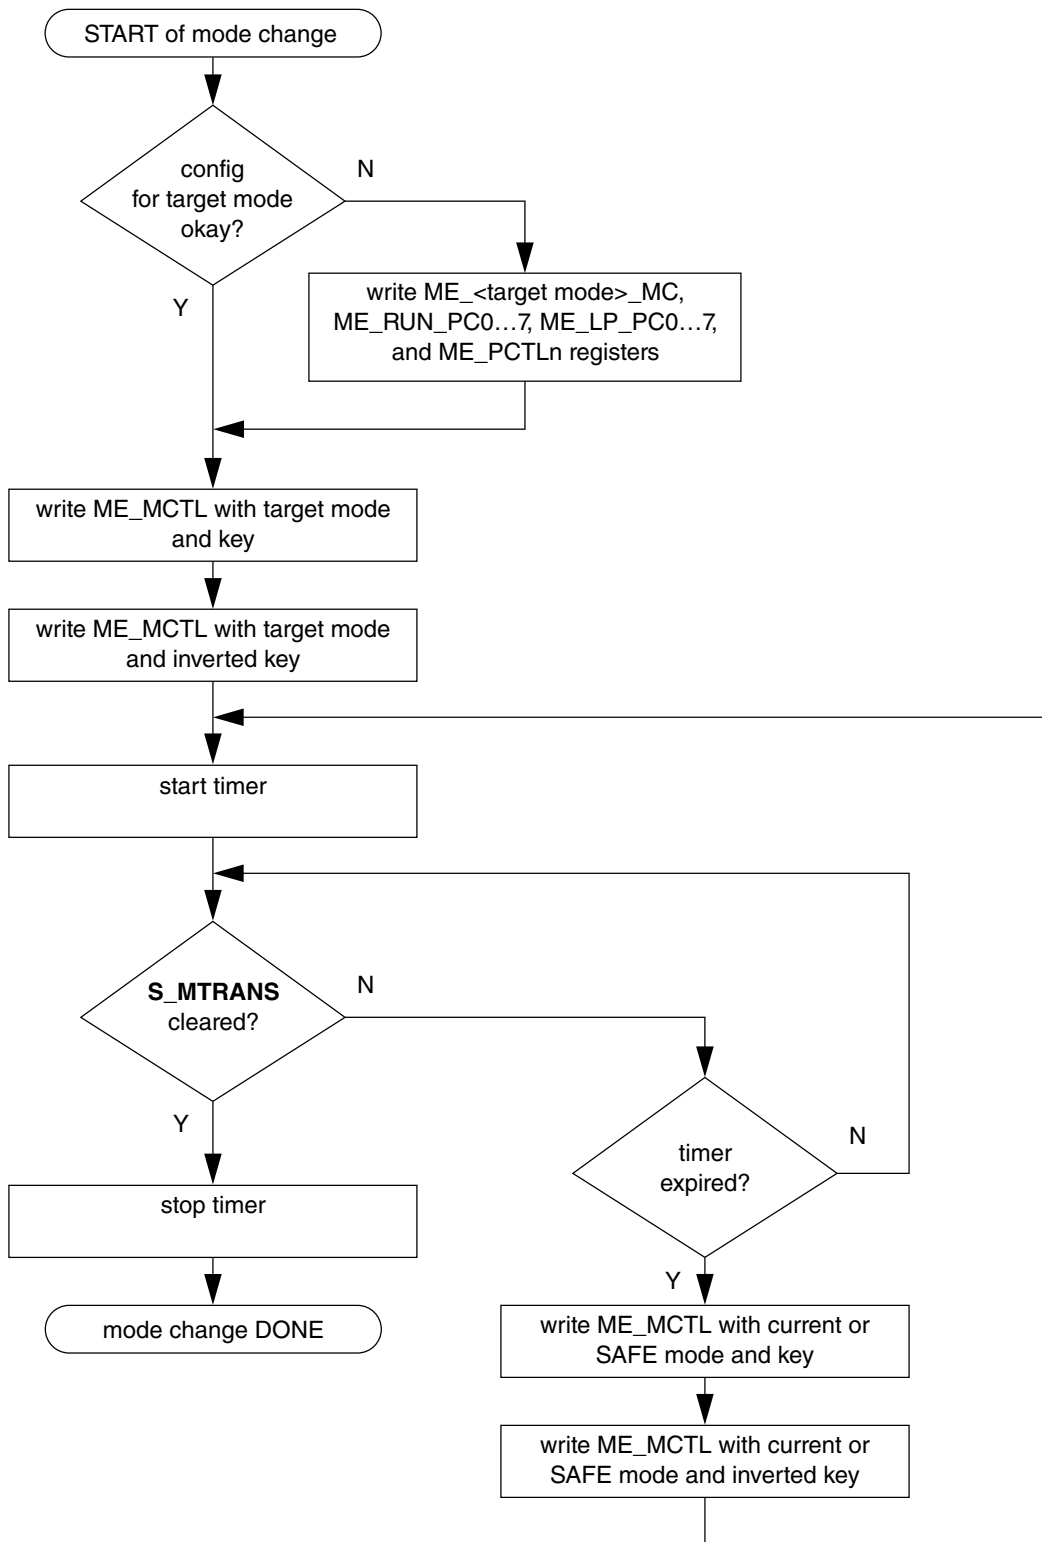 START of mode change
config
for target mode
okay?
N
Y
write ME_<target mode>_MC,
ME_RUN_PC0…7, ME_LP_PC0…7,
and ME_PCTLn registers
write ME_MCTL with target mode
and key
write ME_MCTL with target mode
and inverted key
start timer
S_MTRANS
cleared?
N
Y
timer
expired?
N
Y
stop timer
mode change DONE
write ME_MCTL with current or
SAFE mode and key
write ME_MCTL with current or
SAFE mode and inverted key